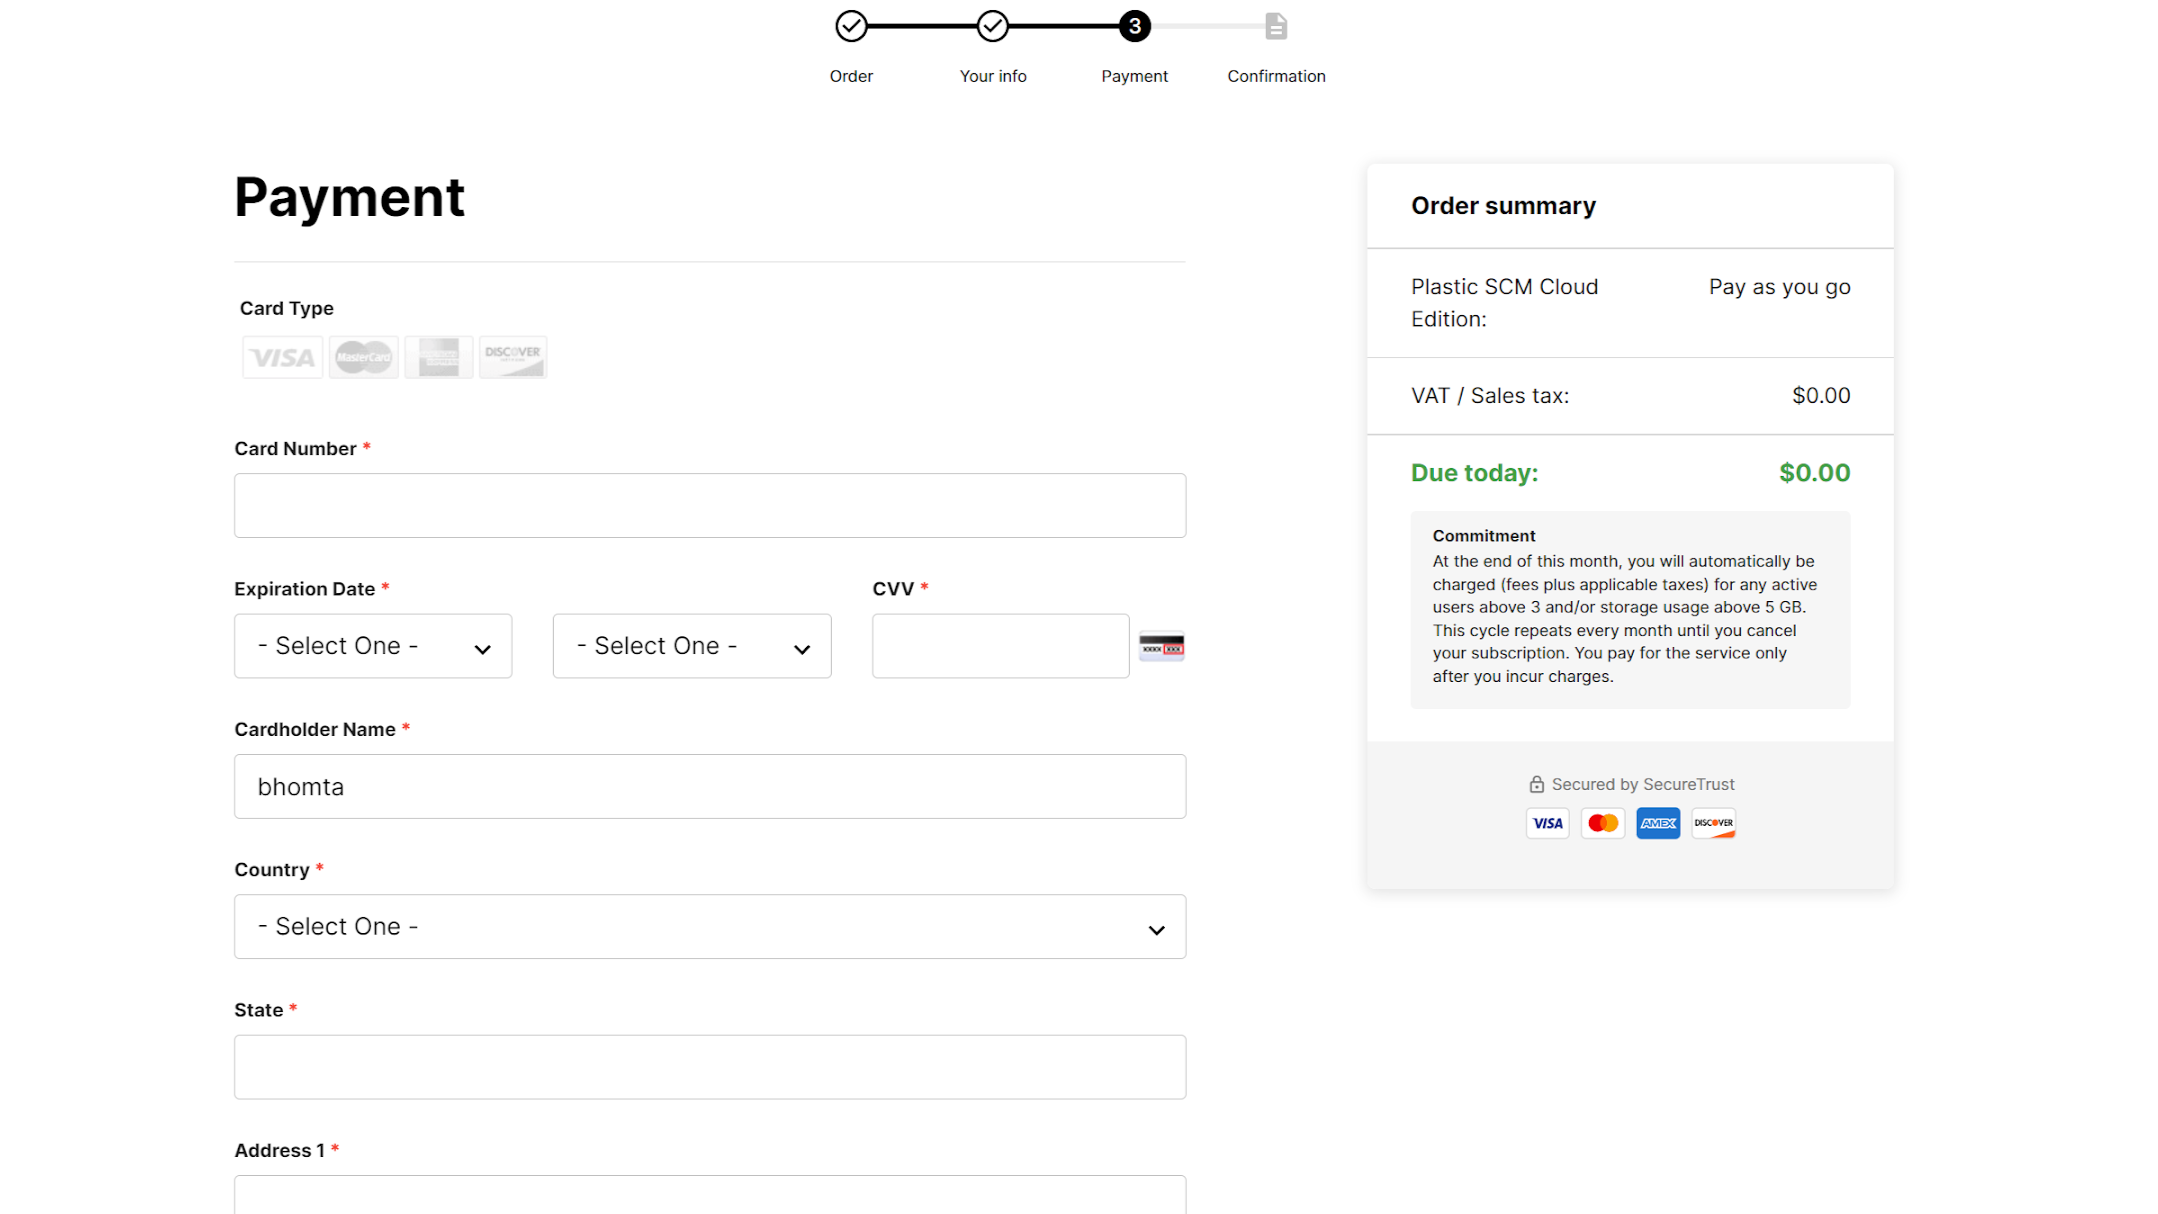 3
Order
Your info
Payment
Confirmation
Payment
Card Type
VISA
MasterCard
DISCOVER
Card Number *
Expiration Date *
CVV *
- Select One -
- Select One -
XXXX XXX
Cardholder Name *
bhomta
Country *
- Select One -
State *
Address 1 *
Order summary
Plastic SCM Cloud
Edition:
Pay as you go
VAT / Sales tax:
$0.00
Due today:
$0.00
Commitment
At the end of this month, you will automatically be
charged (fees plus applicable taxes) for any active
users above 3 and/or storage usage above 5 GB.
This cycle repeats every month until you cancel
your subscription. You pay for the service only
after you incur charges.
Secured by SecureTrust
VISA
AMEX
DISCOVER